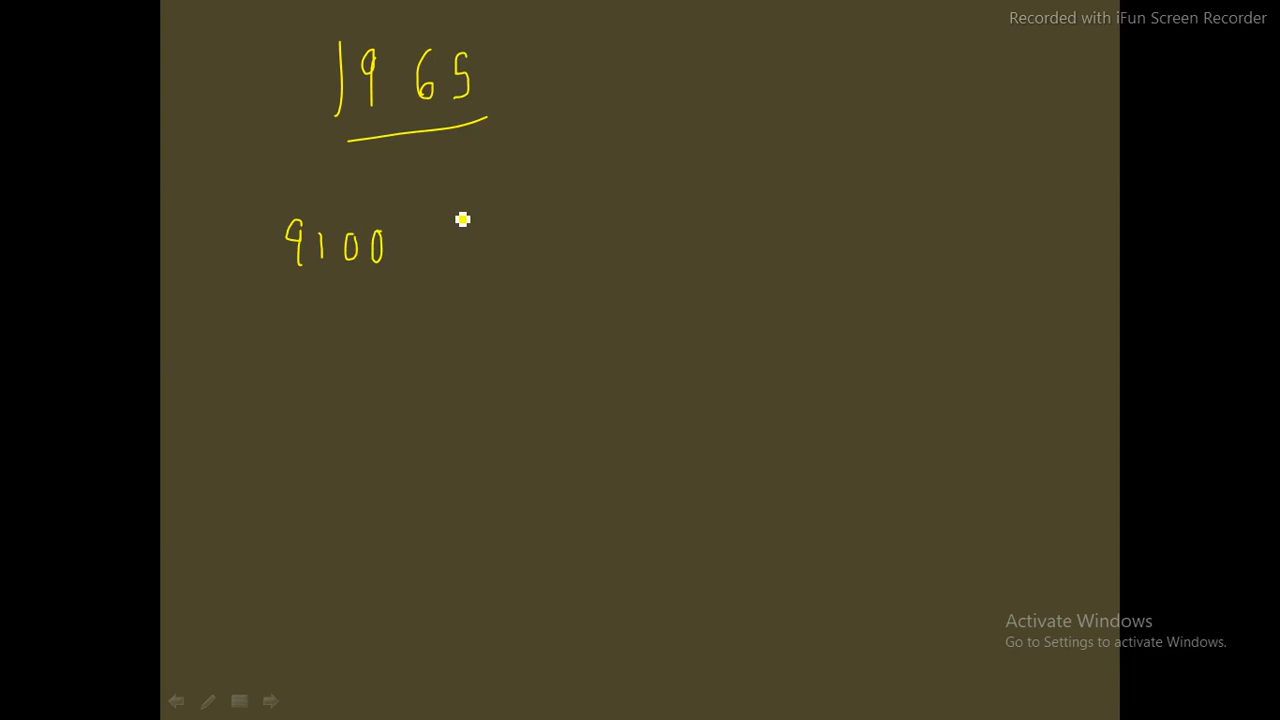 Recorded with iFun Screen Recorder
1965
9100
Activate Windows
Go to Settings to activate Windows.